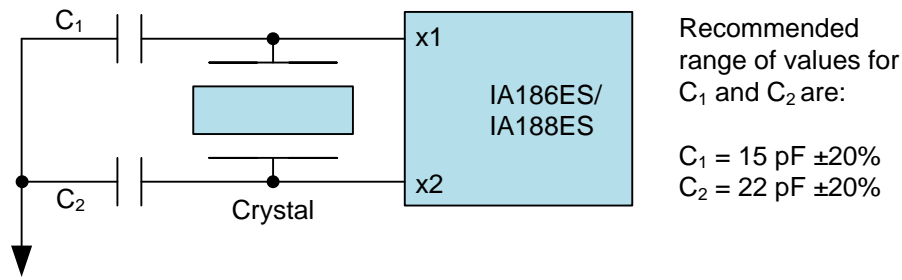 C₁
x1
IA186ES/
IA188ES
x2
C₂
Crystal
Recommended
range of values for
C₁ and C₂ are:
C₁ = 15 pF ±20%
C₂ = 22 pF ±20%